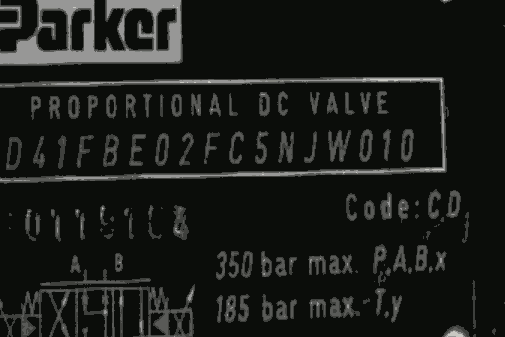 Parker
PROPORTIONAL DC VALVE
D41FBE02FC5NJW010
Code: C,D
A B
350 bar max. P,A,B,x
185 bar max. T,y